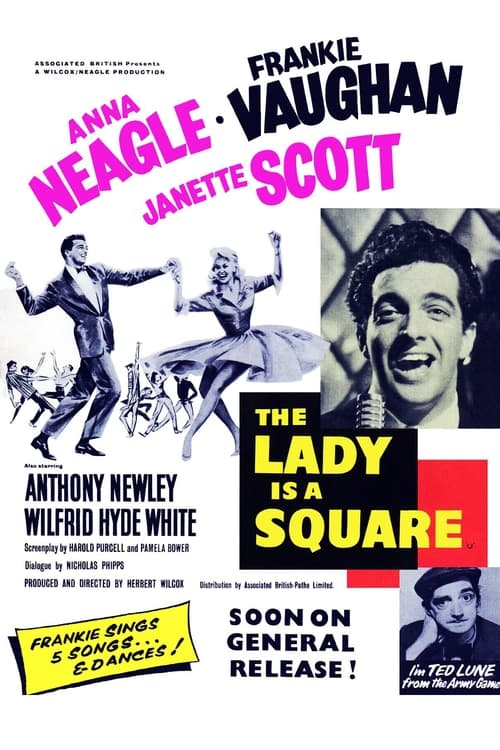 ASSOCIATED BRITISH Presents
A WILCOX/NEAGLE PRODUCTION
ANNA
NEAGLE ·
FRANKIE
VAUGHAN
JANETTE SCOTT
THE
LADY
IS A
SQUARE
U
Also starring
ANTHONY NEWLEY
WILFRID HYDE WHITE
Screenplay by HAROLD PURCELL and PAMELA BOWER
Dialogue by NICHOLAS PHIPPS
PRODUCED AND DIRECTED BY HERBERT WILCOX
Distribution by Associated British-Pathe Limited.
FRANKIE SINGS
5 SONGS...
& DANCES!
SOON ON
GENERAL
RELEASE!
I'm TED LUNE
from the Army Game